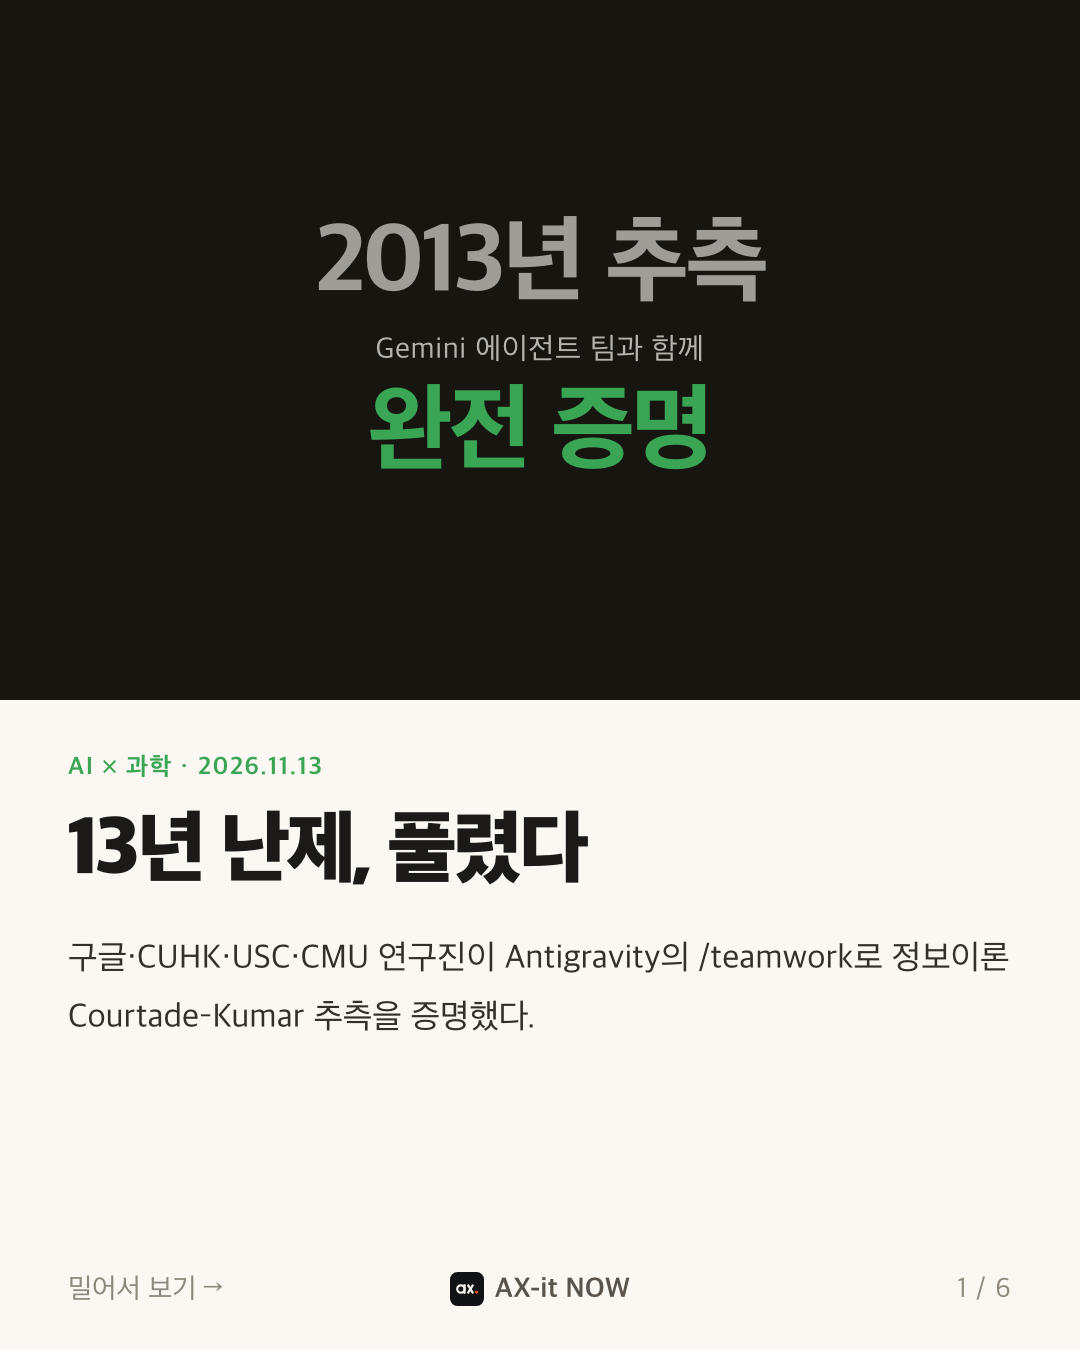 2013년 추측
Gemini 에이전트 팀과 함께
완전 증명
AI × 과학 · 2026.11.13
13년 난제, 풀렸다
구글·CUHK·USC·CMU 연구진이 Antigravity의 /teamwork로 정보이론
Courtade-Kumar 추측을 증명했다.
밀어서 보기 →
ax. AX-it NOW
1 / 6